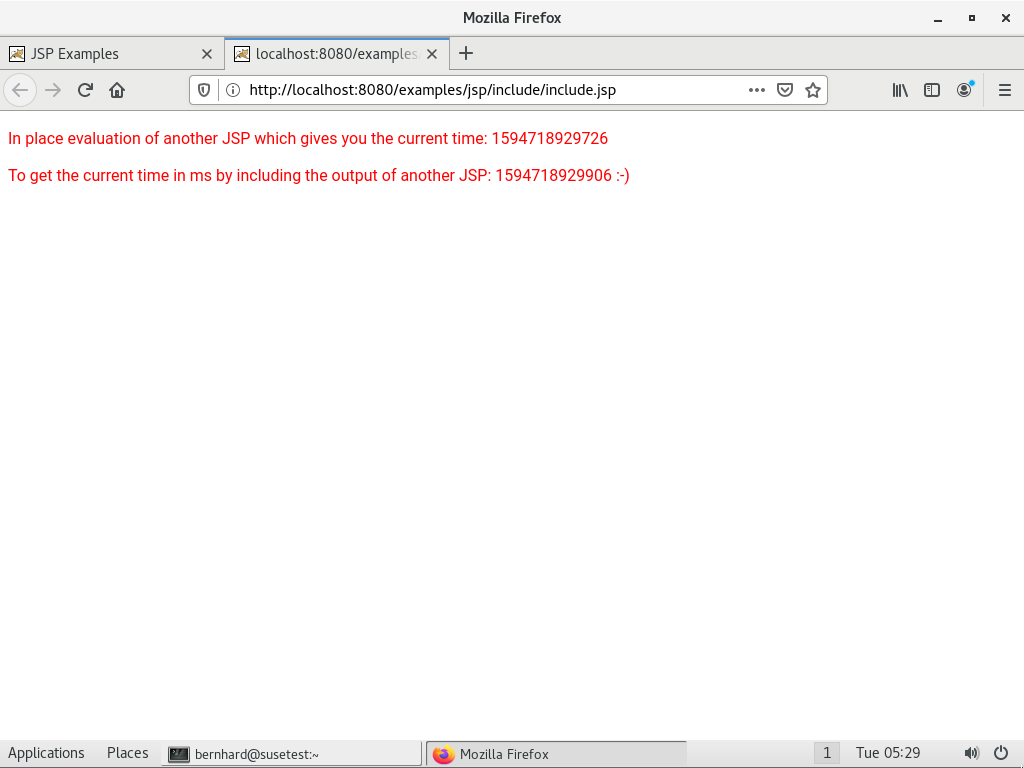 Mozilla Firefox
JSP Examples
localhost:8080/examples
http://localhost:8080/examples/jsp/include/include.jsp
In place evaluation of another JSP which gives you the current time: 1594718929726
To get the current time in ms by including the output of another JSP: 1594718929906 :-)
Applications Places bernhard@susetest:~ Mozilla Firefox 1 Tue 05:29